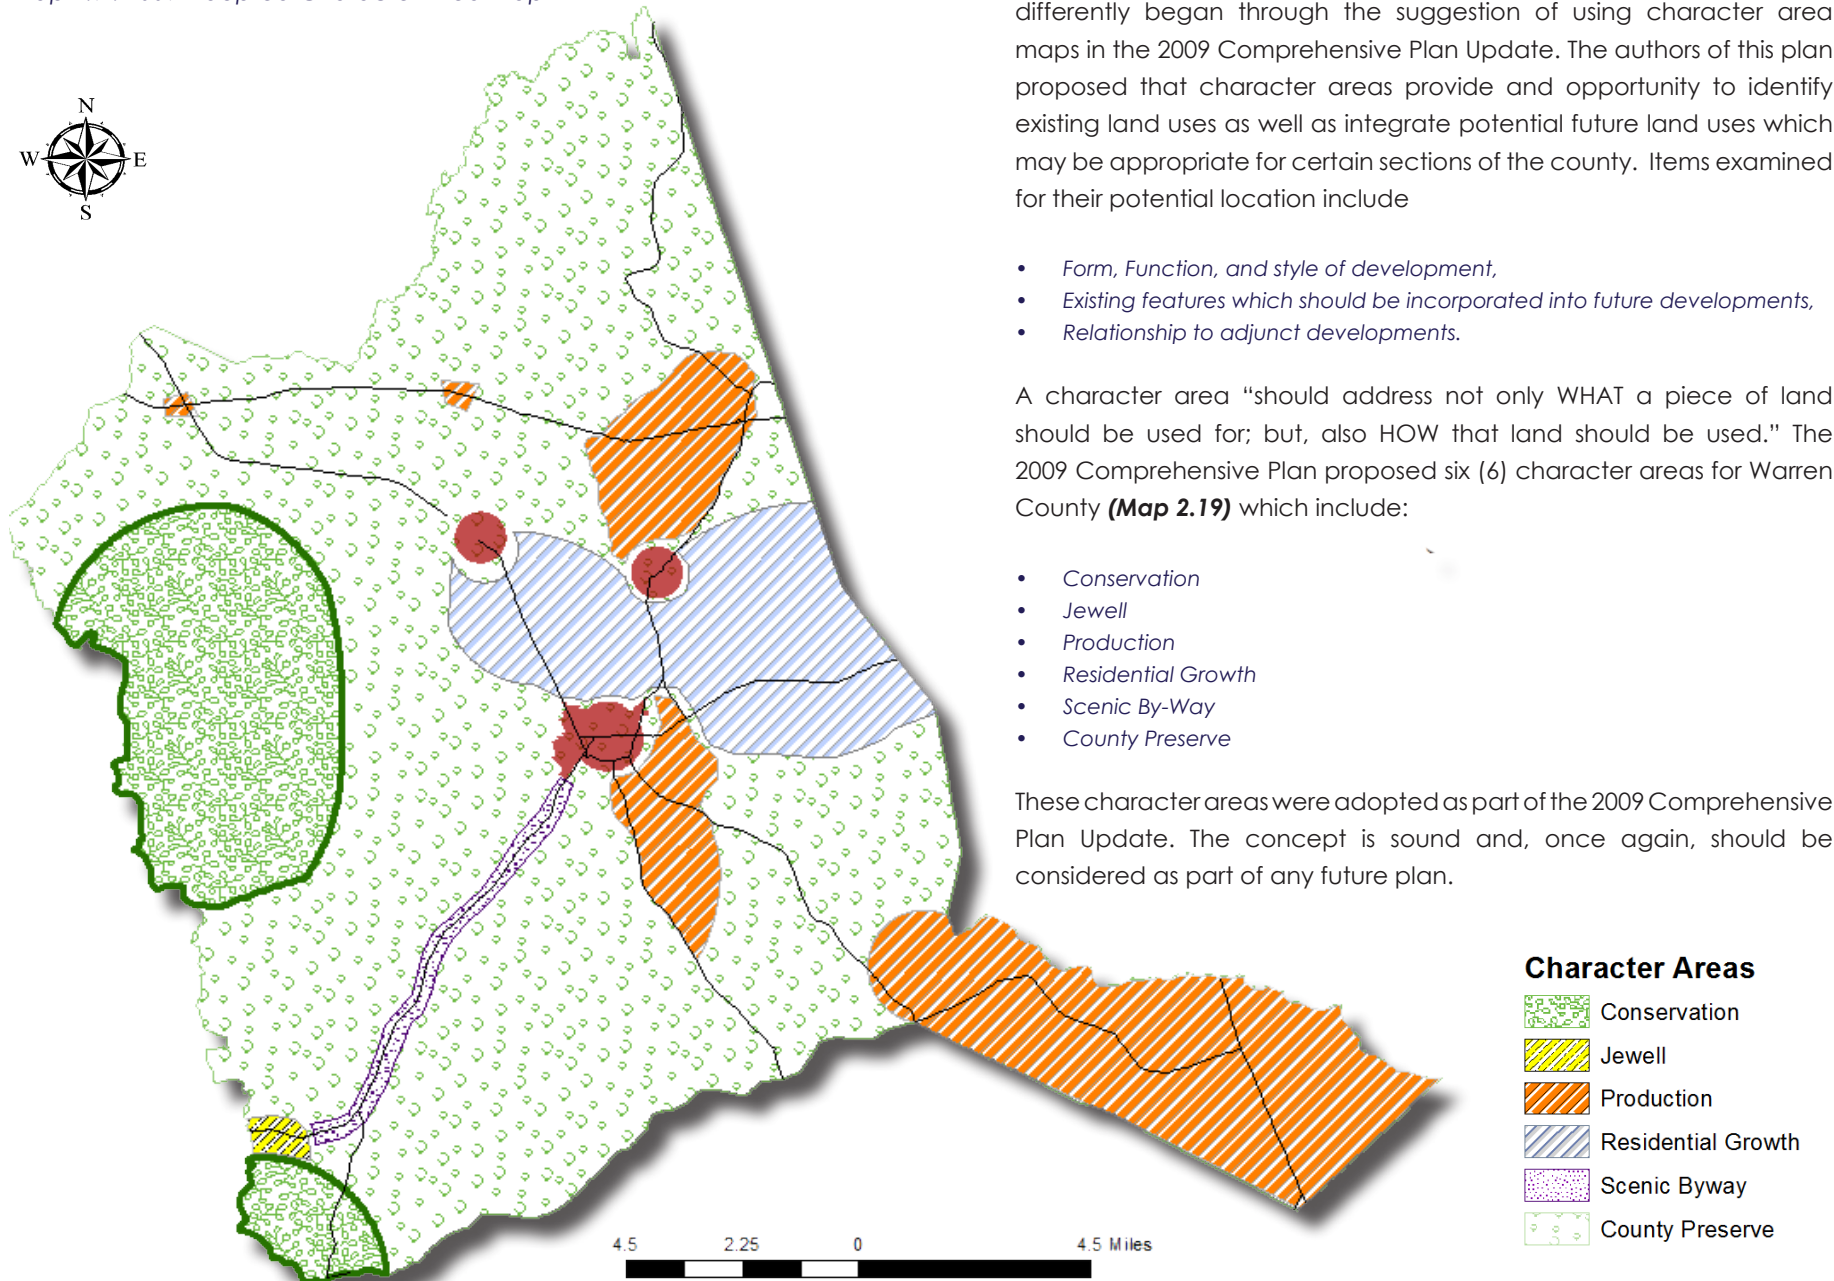 differently began through the suggestion of using character area
maps in the 2009 Comprehensive Plan Update. The authors of this plan
proposed that character areas provide and opportunity to identify
existing land uses as well as integrate potential future land uses which
may be appropriate for certain sections of the county. Items examined
for their potential location include
• Form, Function, and style of development,
• Existing features which should be incorporated into future developments,
• Relationship to adjunct developments.
A character area “should address not only WHAT a piece of land
should be used for; but, also HOW that land should be used.” The
2009 Comprehensive Plan proposed six (6) character areas for Warren
County (Map 2.19) which include:
• Conservation
• Jewell
• Production
• Residential Growth
• Scenic By-Way
• County Preserve
These character areas were adopted as part of the 2009 Comprehensive
Plan Update. The concept is sound and, once again, should be
considered as part of any future plan.
N
W E
S
Character Areas
Conservation
Jewell
Production
Residential Growth
Scenic Byway
County Preserve
4.5 2.25 0 4.5 Miles